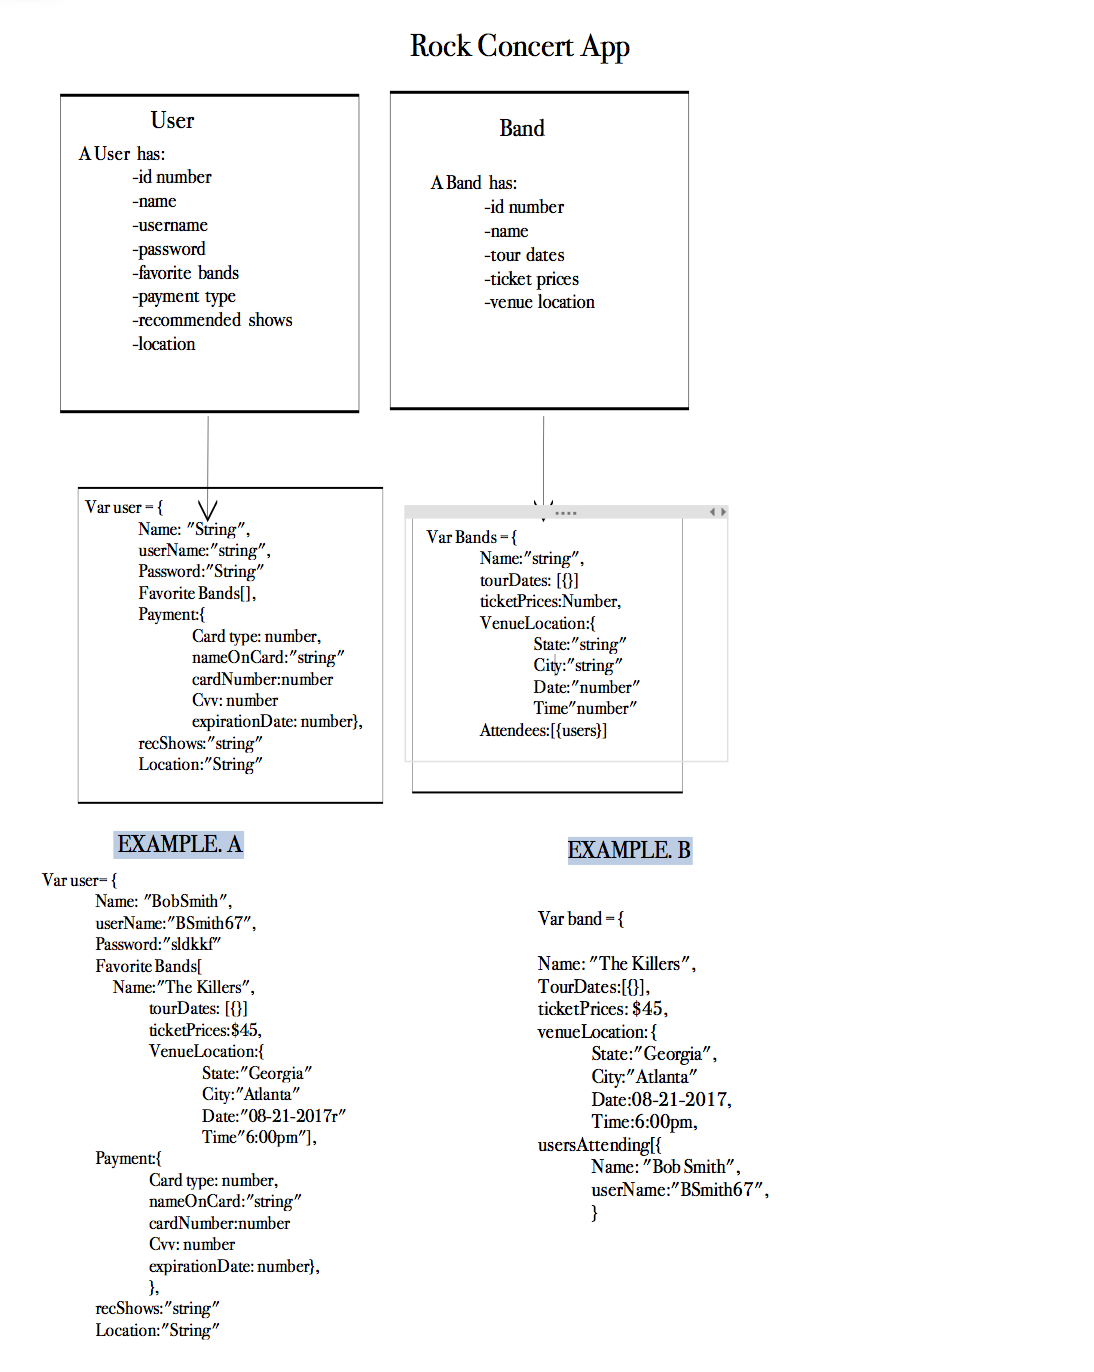 Rock Concert App
User
A User has:
-id number
-name
-username
-password
-favorite bands
-payment type
-recommended shows
-location
Band
A Band has:
-id number
-name
-tour dates
-ticket prices
-venue location
Var user = {
Name: "String",
userName:"string",
Password:"String"
Favorite Bands[],
Payment:{
Card type: number,
nameOnCard:"string"
cardNumber:number
Cvv: number
expirationDate: number},
recShows:"string"
Location:"String"
Var Bands = {
Name:"string",
tourDates: [{}]
ticketPrices:Number,
VenueLocation:{
State:"string"
City:"string"
Date:"number"
Time"number"
Attendees:[{users}]
EXAMPLE. A
Var user= {
Name: "BobSmith",
userName:"BSmith67",
Password:"sldkkf"
Favorite Bands[
Name:"The Killers",
tourDates: [{}]
ticketPrices:$45,
VenueLocation:{
State:"Georgia"
City:"Atlanta"
Date:"08-21-2017r"
Time"6:00pm"],
Payment:{
Card type: number,
nameOnCard:"string"
cardNumber:number
Cvv: number
expirationDate: number},
},
recShows:"string"
Location:"String"
EXAMPLE. B
Var band = {
Name: "The Killers",
TourDates:[{}],
ticketPrices: $45,
venueLocation: {
State:"Georgia",
City:"Atlanta"
Date:08-21-2017,
Time:6:00pm,
usersAttending[{
Name: "Bob Smith",
userName:"BSmith67",
}